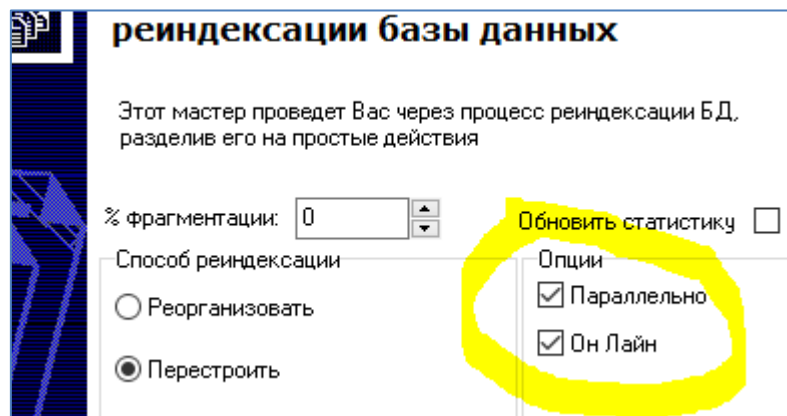 реиндексации базы данных
Этот мастер проведет Вас через процесс реиндексации БД,
разделив его на простые действия
% фрагментации: 0 Обновить статистику
Способ реиндексации Опции
Реорганизовать Параллельно
Перестроить Он Лайн